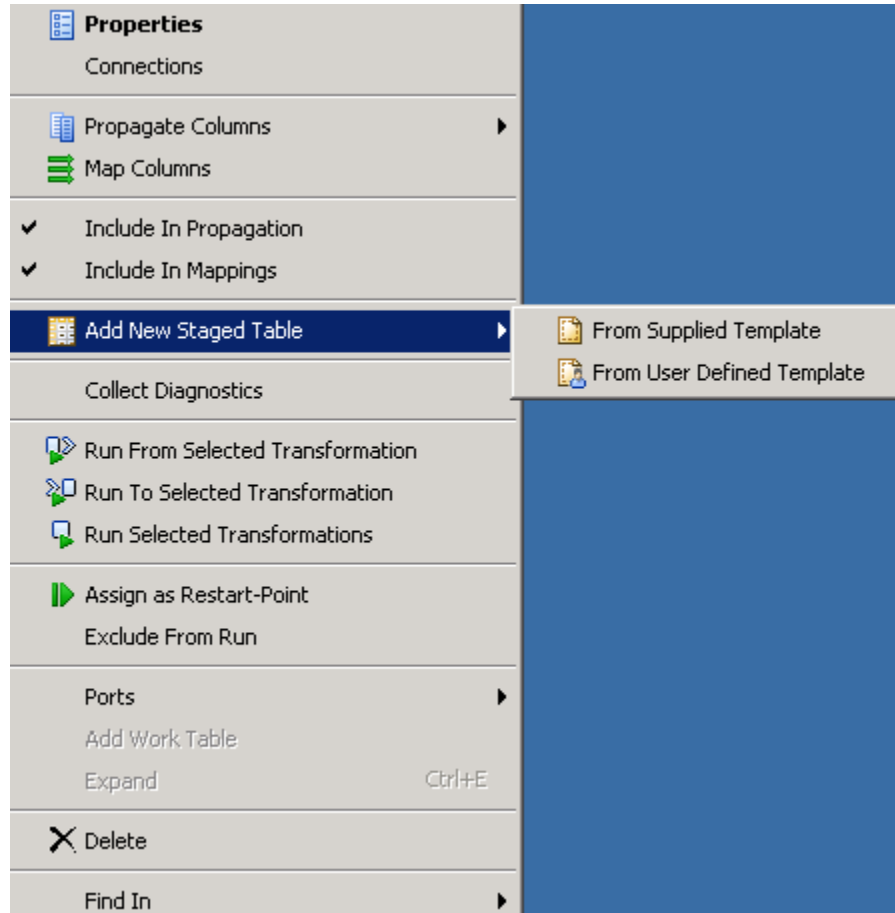 Properties
Connections
Propagate Columns
Map Columns
Include In Propagation
Include In Mappings
Add New Staged Table
From Supplied Template
From User Defined Template
Collect Diagnostics
Run From Selected Transformation
Run To Selected Transformation
Run Selected Transformations
Assign as Restart-Point
Exclude From Run
Ports
Add Work Table
Expand Ctrl+E
Delete
Find In